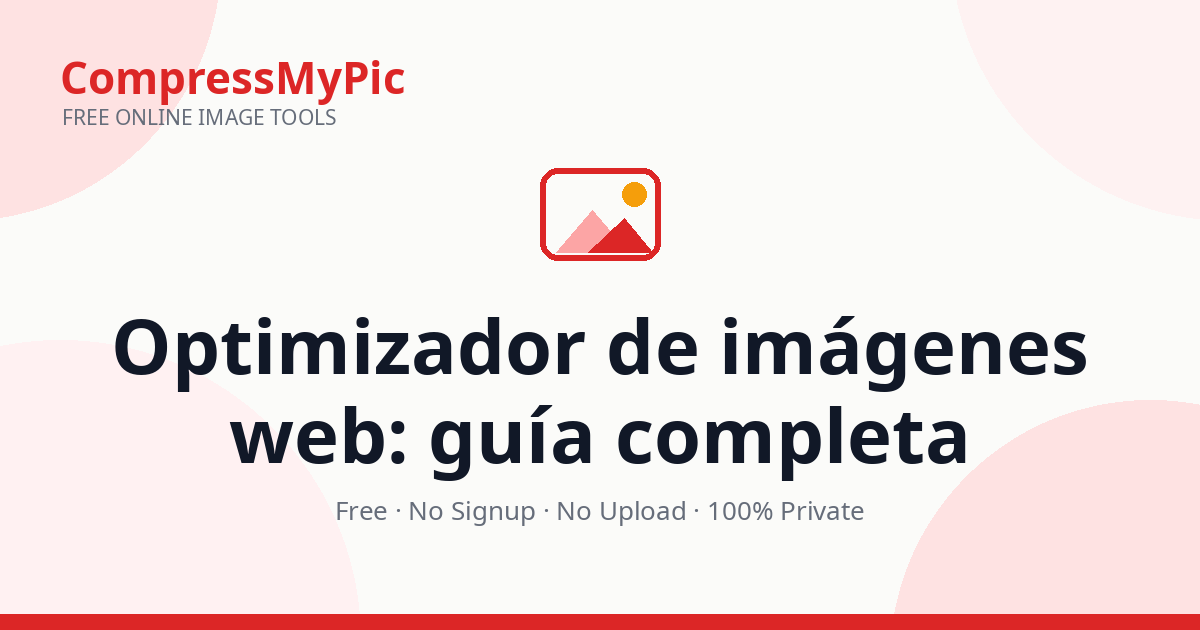 CompressMyPic
FREE ONLINE IMAGE TOOLS
Optimizador de imágenes
web: guía completa
Free · No Signup · No Upload · 100% Private